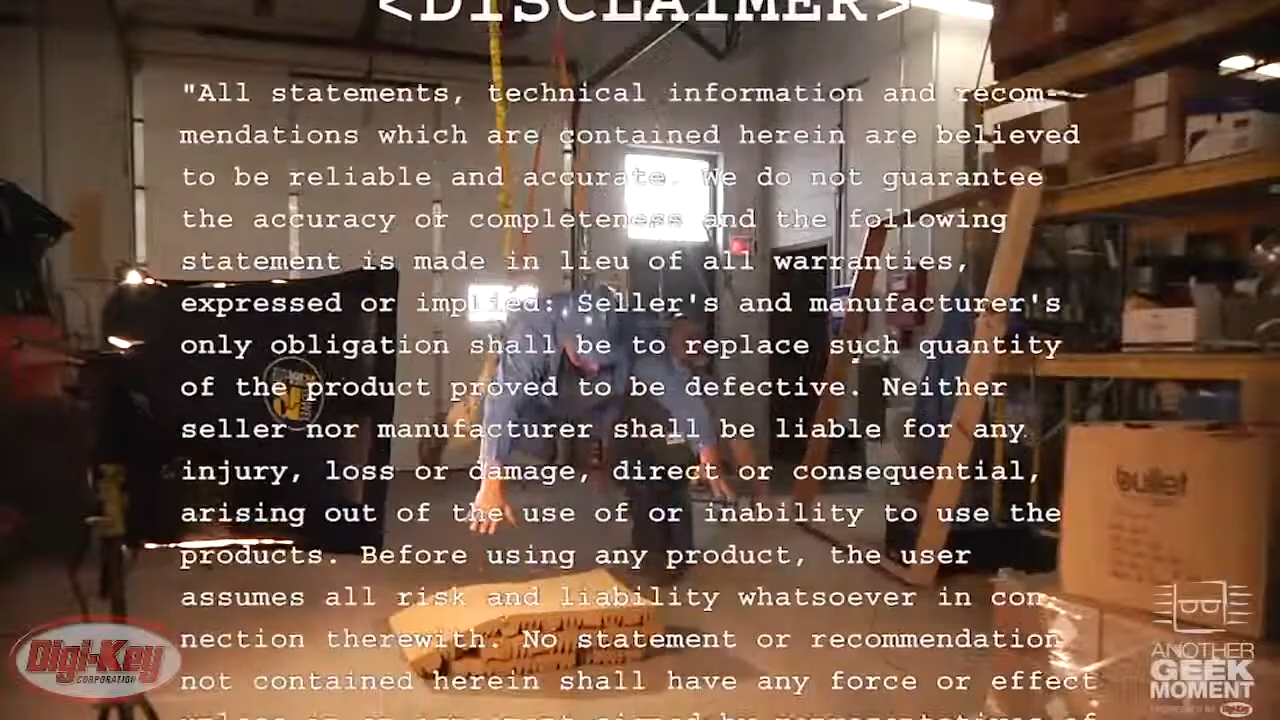 <DISCLAIMER>
"All statements, technical information and recom-
mendations which are contained herein are believed
to be reliable and accurate. We do not guarantee
the accuracy or completeness and the following
statement is made in lieu of all warranties,
expressed or implied: Seller's and manufacturer's
only obligation shall be to replace such quantity
of the product proved to be defective. Neither
seller nor manufacturer shall be liable for any
injury, loss or damage, direct or consequential,
arising out of the use of or inability to use the
products. Before using any product, the user
assumes all risk and liability whatsoever in con-
nection therewith. No statement or recommendation
not contained herein shall have any force or effect
bullet
Digi-Key
CORPORATION
ANOTHER
GEEK
MOMENT